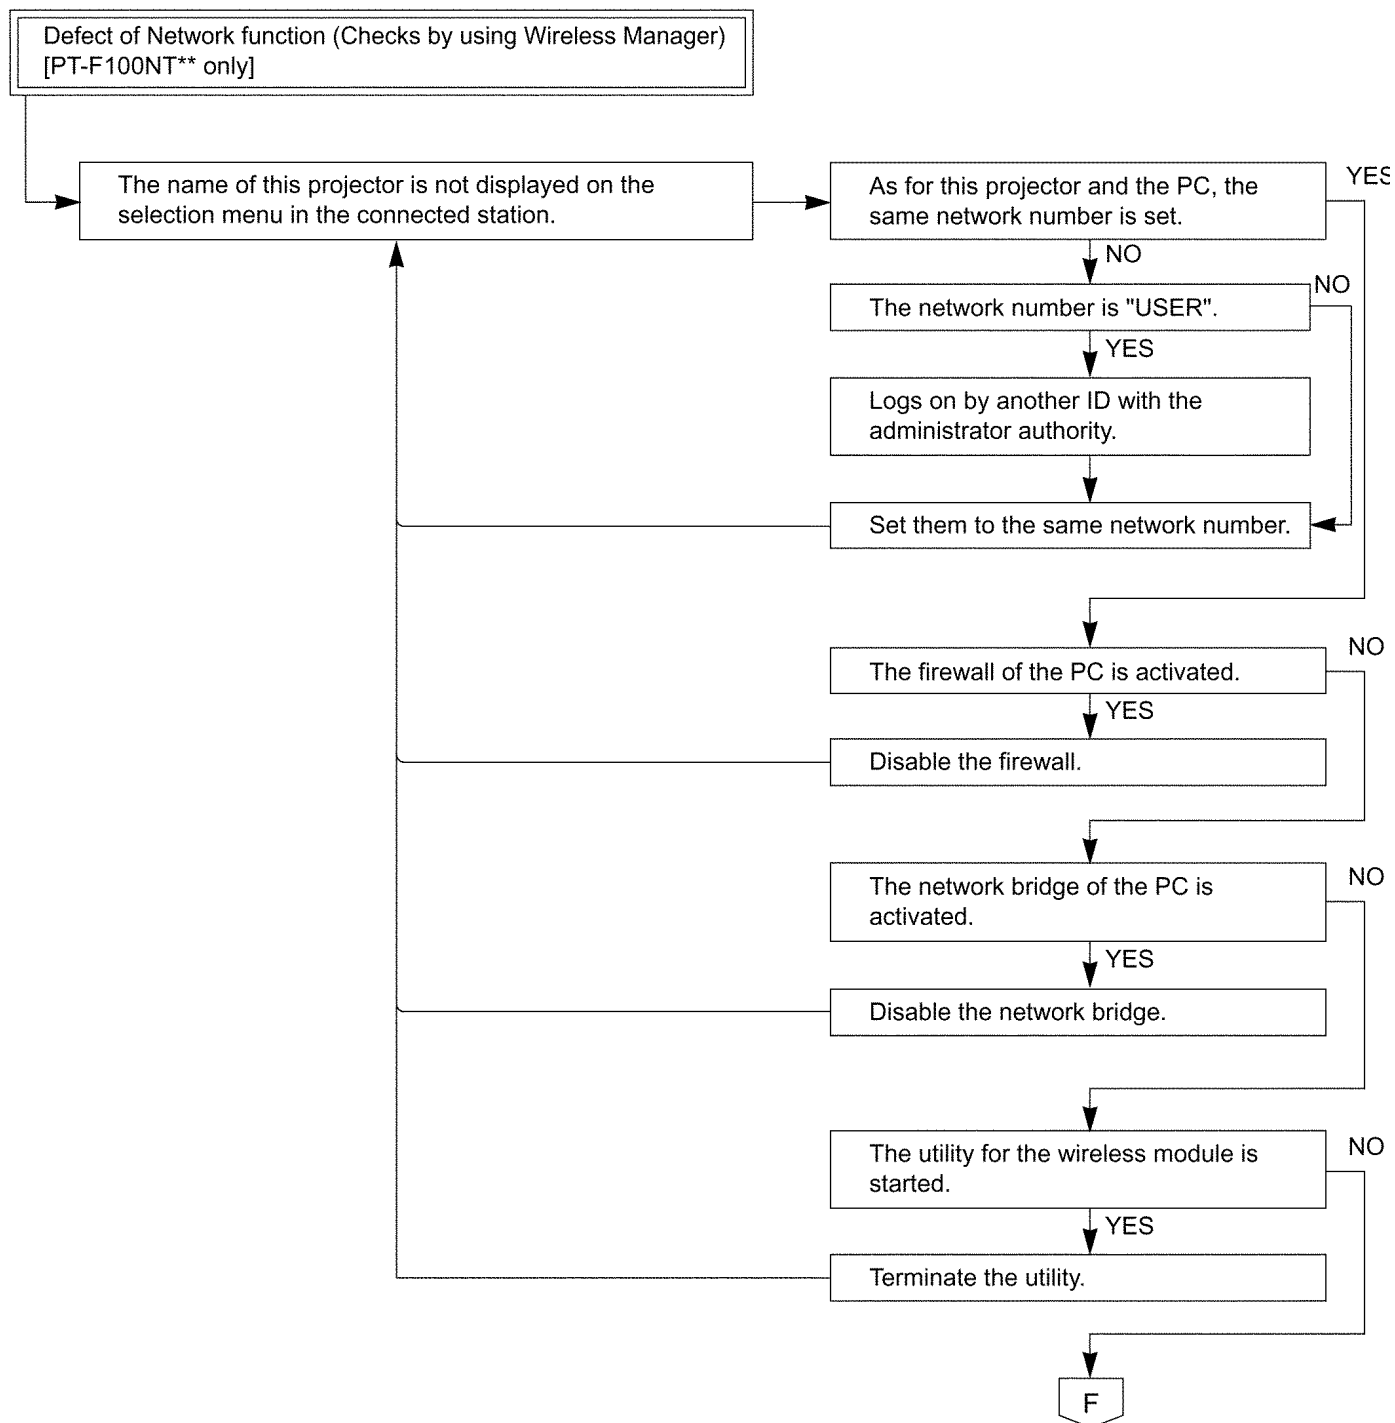 Defect of Network function (Checks by using Wireless Manager)
[PT-F100NT** only]
The name of this projector is not displayed on the
selection menu in the connected station.
As for this projector and the PC, the
same network number is set.
YES
NO
The network number is "USER".
NO
YES
Logs on by another ID with the
administrator authority.
Set them to the same network number.
The firewall of the PC is activated.
NO
YES
Disable the firewall.
The network bridge of the PC is
activated.
NO
YES
Disable the network bridge.
The utility for the wireless module is
started.
NO
YES
Terminate the utility.
F